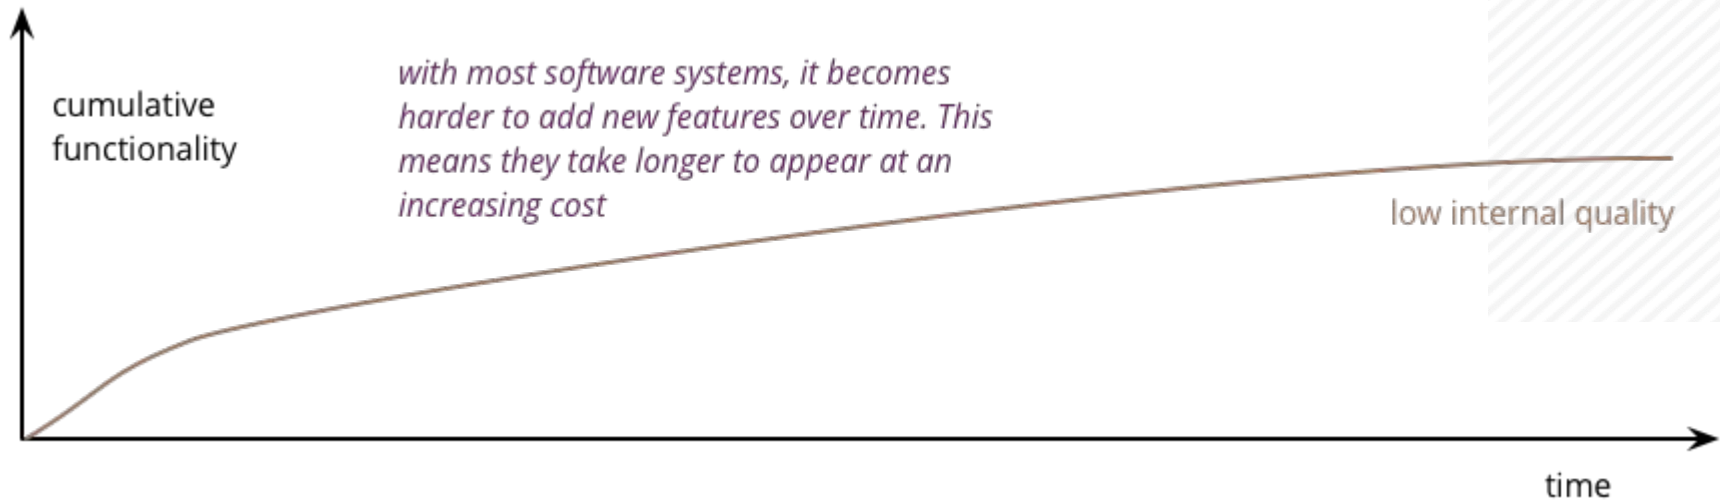 cumulative
functionality
with most software systems, it becomes
harder to add new features over time. This
means they take longer to appear at an
increasing cost
low internal quality
time